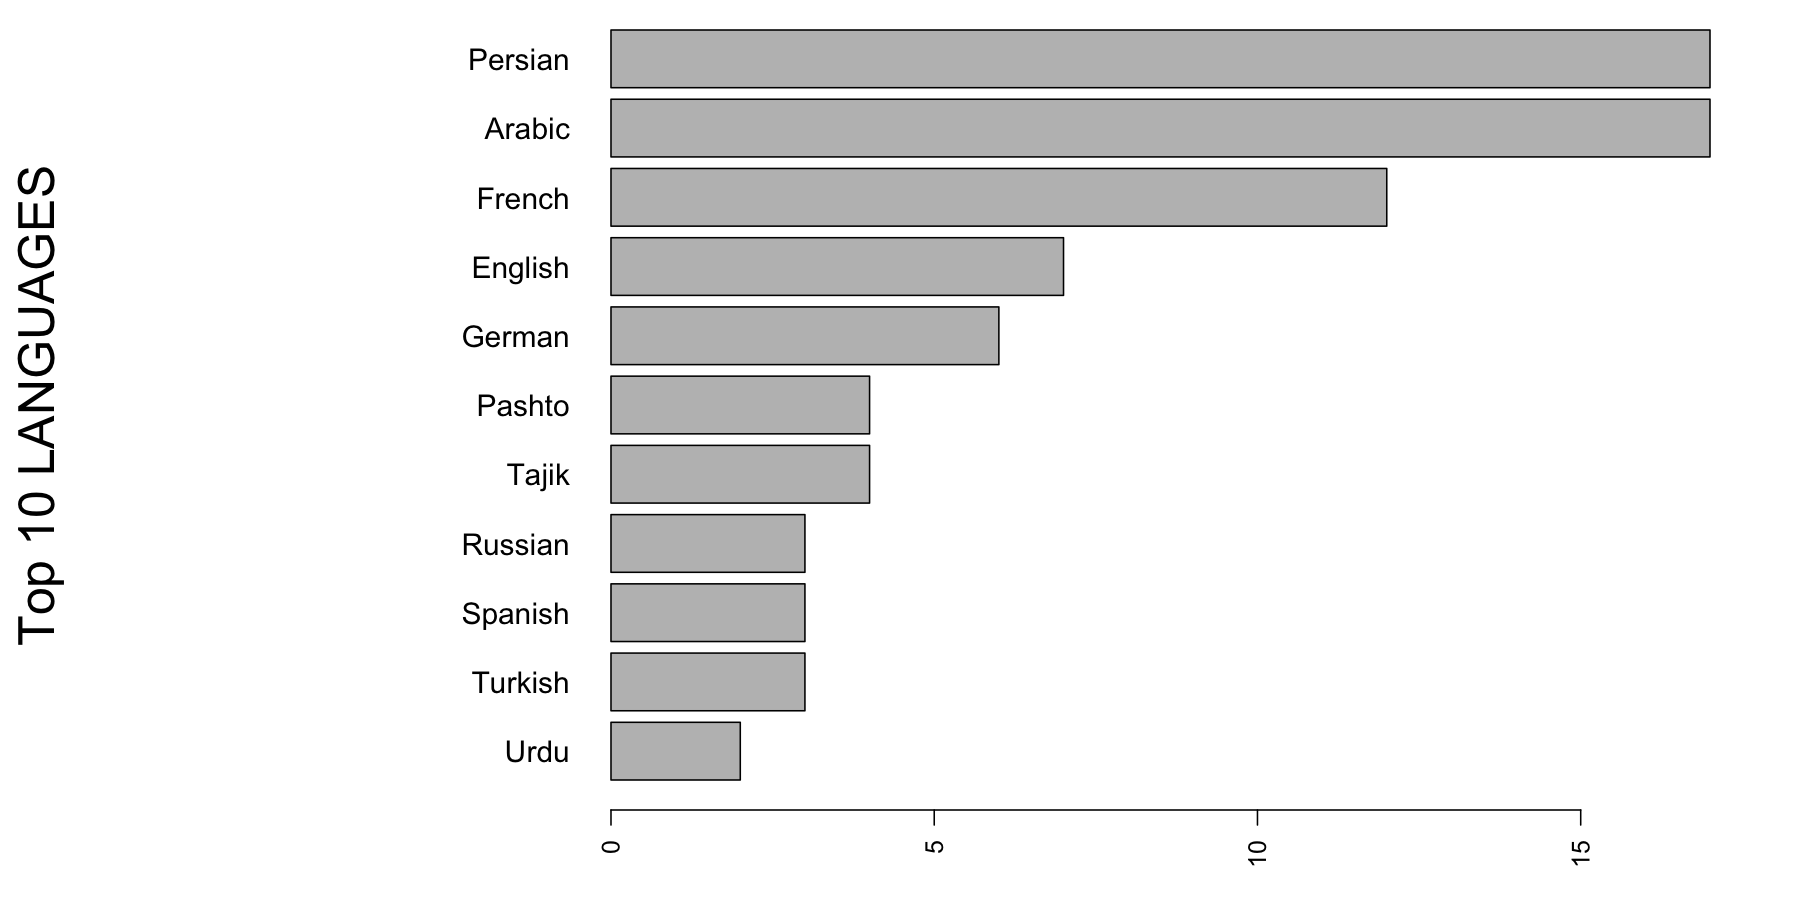 Top 10 LANGUAGES
Persian
Arabic
French
English
German
Pashto
Tajik
Russian
Spanish
Turkish
Urdu
0 5 10 15